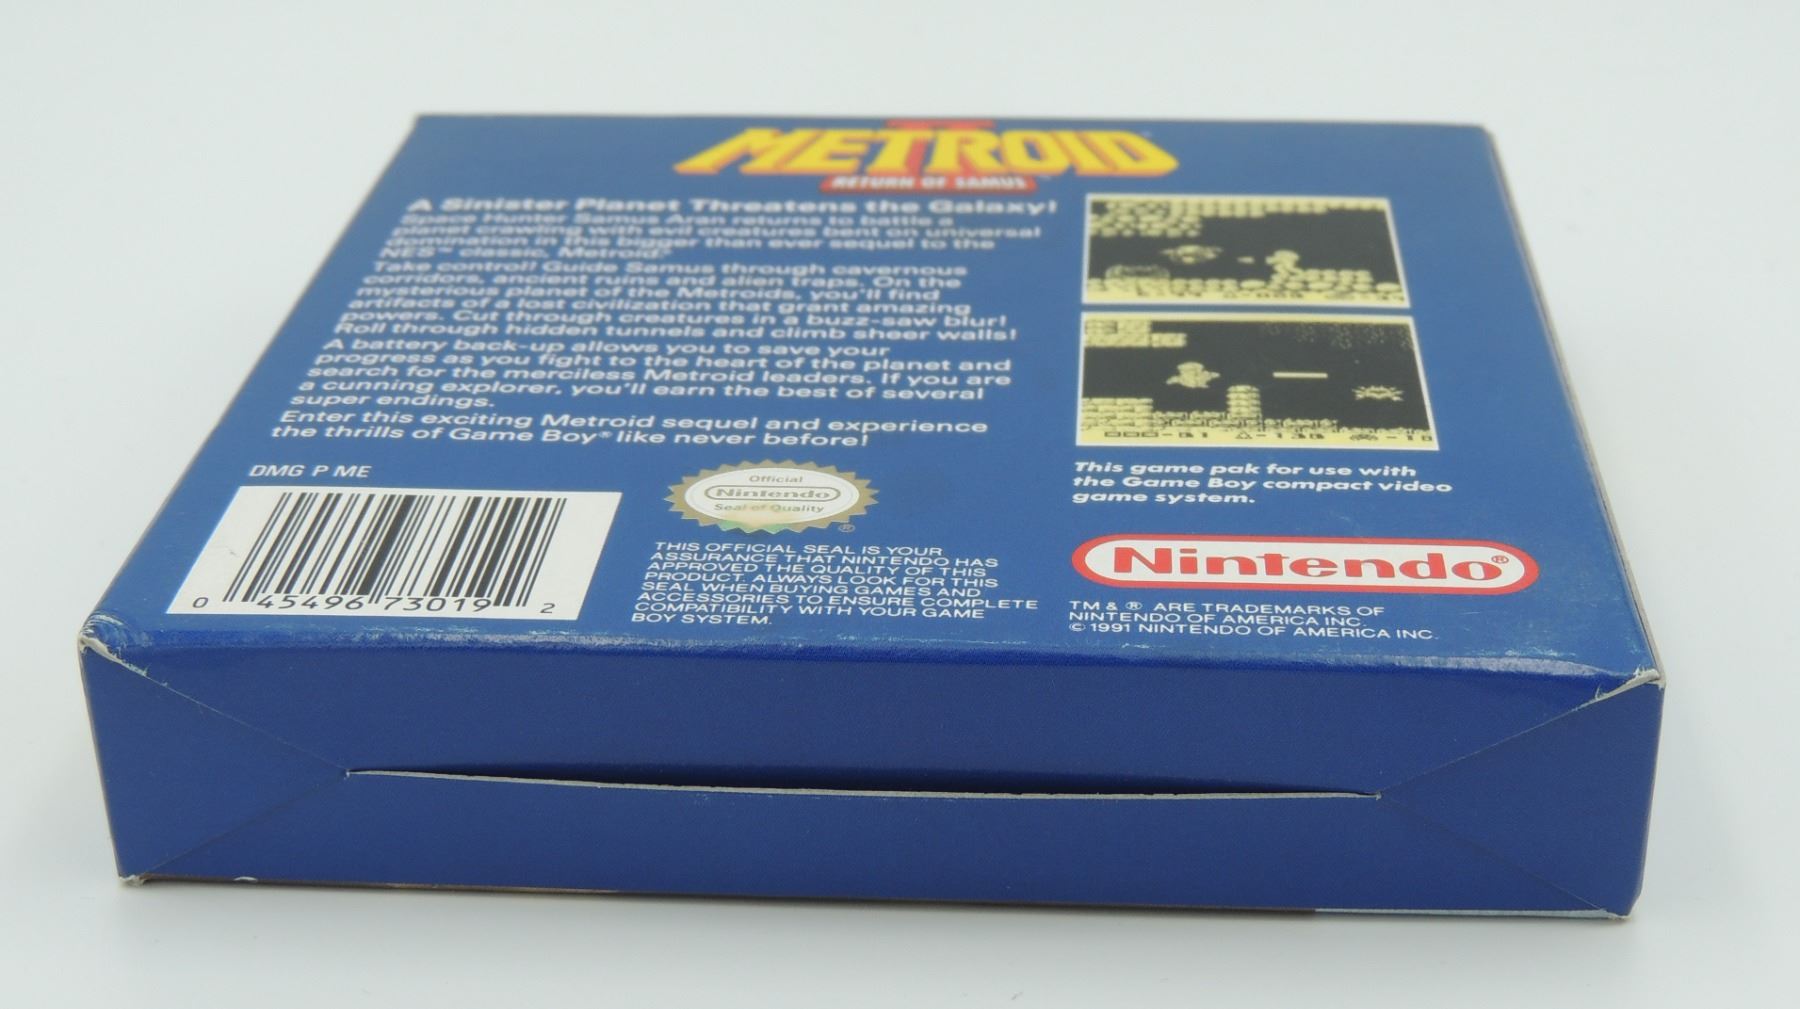 METROID II
RETURN OF SAMUS
A Sinister Planet Threatens the Galaxy!
Space Hunter Samus Aran returns to battle a
planet crawling with evil creatures bent on universal
domination in this bigger than ever sequel to the
NES™ classic, Metroid.®
Take control! Guide Samus through cavernous
corridors, ancient ruins and alien traps. On the
mysterious planet of the Metroids, you'll find
artifacts of a lost civilization that grant amazing
powers. Cut through creatures in a buzz-saw blur!
Roll through hidden tunnels and climb sheer walls!
A battery back-up allows you to save your
progress as you fight to the heart of the planet and
search for the merciless Metroid leaders. If you are
a cunning explorer, you'll earn the best of several
super endings.
Enter this exciting Metroid sequel and experience
the thrills of Game Boy® like never before!
DMG P ME
0 45496 73019 2
Official
Nintendo
Seal of Quality
®
THIS OFFICIAL SEAL IS YOUR
ASSURANCE THAT NINTENDO HAS
APPROVED THE QUALITY OF THIS
PRODUCT. ALWAYS LOOK FOR THIS
SEAL WHEN BUYING GAMES AND
ACCESSORIES TO ENSURE COMPLETE
COMPATIBILITY WITH YOUR GAME
BOY SYSTEM.
This game pak for use with
the Game Boy compact video
game system.
Nintendo®
TM & ® ARE TRADEMARKS OF
NINTENDO OF AMERICA INC.
© 1991 NINTENDO OF AMERICA INC.